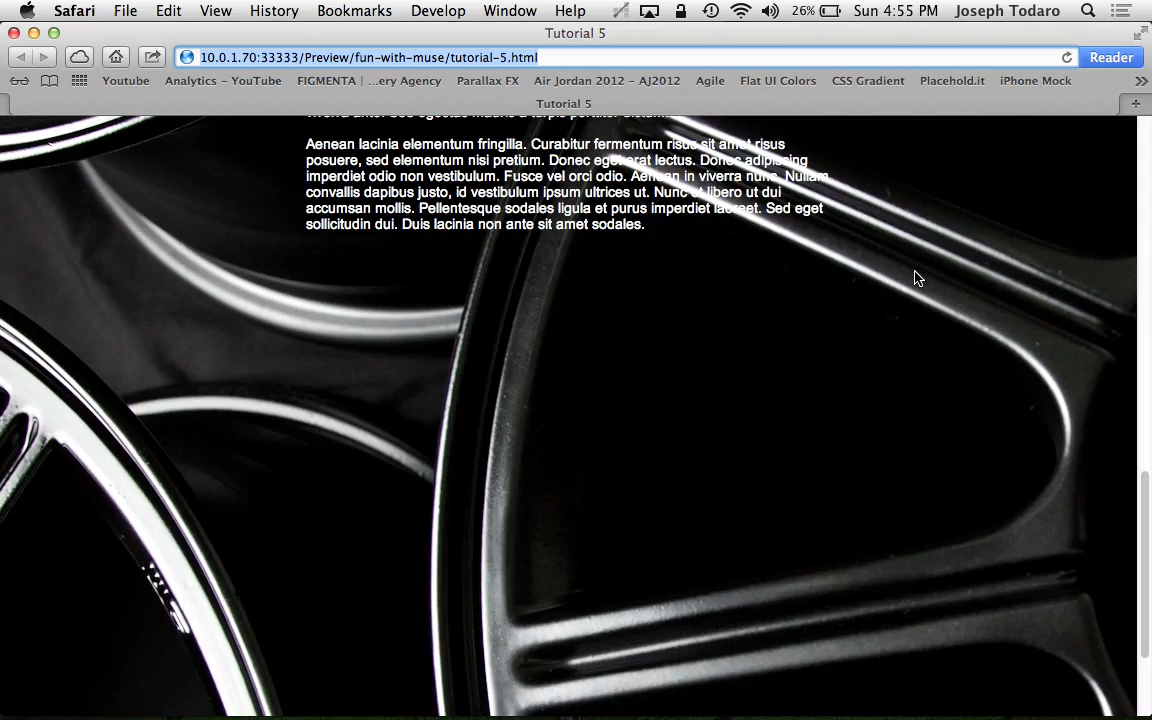 Safari File Edit View History Bookmarks Develop Window Help 26% Sun 4:55 PM Joseph Todaro
Tutorial 5
10.0.1.70:33333/Preview/fun-with-muse/tutorial-5.html Reader
Youtube Analytics - YouTube FIGMENTA | ...ery Agency Parallax FX Air Jordan 2012 - AJ2012 Agile Flat UI Colors CSS Gradient Placehold.it iPhone Mock
Tutorial 5
Aenean lacinia elementum fringilla. Curabitur fermentum risus sit amet risus
posuere, sed elementum nisi pretium. Donec eget erat lectus. Donec adipiscing
imperdiet odio non vestibulum. Fusce vel orci odio. Aenean in viverra nunc. Nullam
convallis dapibus justo, id vestibulum ipsum ultrices ut. Nunc et libero ut dui
accumsan mollis. Pellentesque sodales ligula et purus imperdiet laoreet. Sed eget
sollicitudin dui. Duis lacinia non ante sit amet sodales.